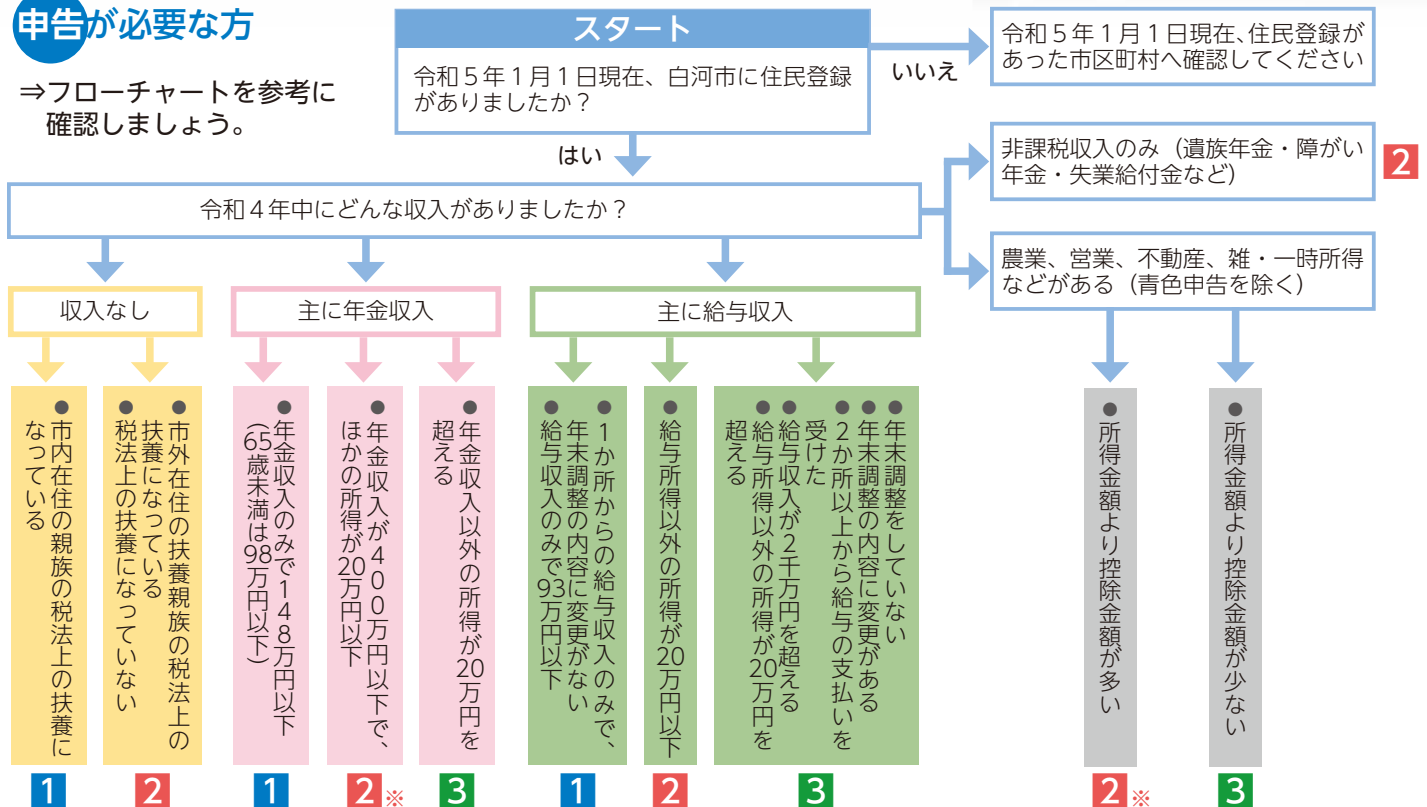 申告が必要な方
⇒フローチャートを参考に
確認しましょう。
スタート
令和5年1月1日現在、白河市に住民登録
がありましたか?
いいえ
令和5年1月1日現在、住民登録が
あった市区町村へ確認してください
はい
令和4年中にどんな収入がありましたか?
非課税収入のみ(遺族年金・障がい
年金・失業給付金など)
2
農業、営業、不動産、雑・一時所得
などがある(青色申告を除く)
収入なし
主に年金収入
主に給与収入
●市内在住の親族の税法上の扶養に
なっている
1
●市外在住の扶養親族の税法上の
扶養になっている
●税法上の扶養になっていない
2
●年金収入のみで148万円以下
(65歳未満は98万円以下)
1
●年金収入が400万円以下で、
ほかの所得が20万円以下
2※
●年金収入以外の所得が20万円を
超える
3
●1か所からの給与収入のみで、
年末調整の内容に変更がない
●給与収入のみで93万円以下
1
●給与所得以外の所得が20万円以下
2
●年末調整をしていない
●年末調整の内容に変更がある
●2か所以上から給与の支払いを
受けた
●給与収入が2千万円を超える
●給与所得以外の所得が20万円を
超える
3
●所得金額より控除金額が多い
2※
●所得金額より控除金額が少ない
3